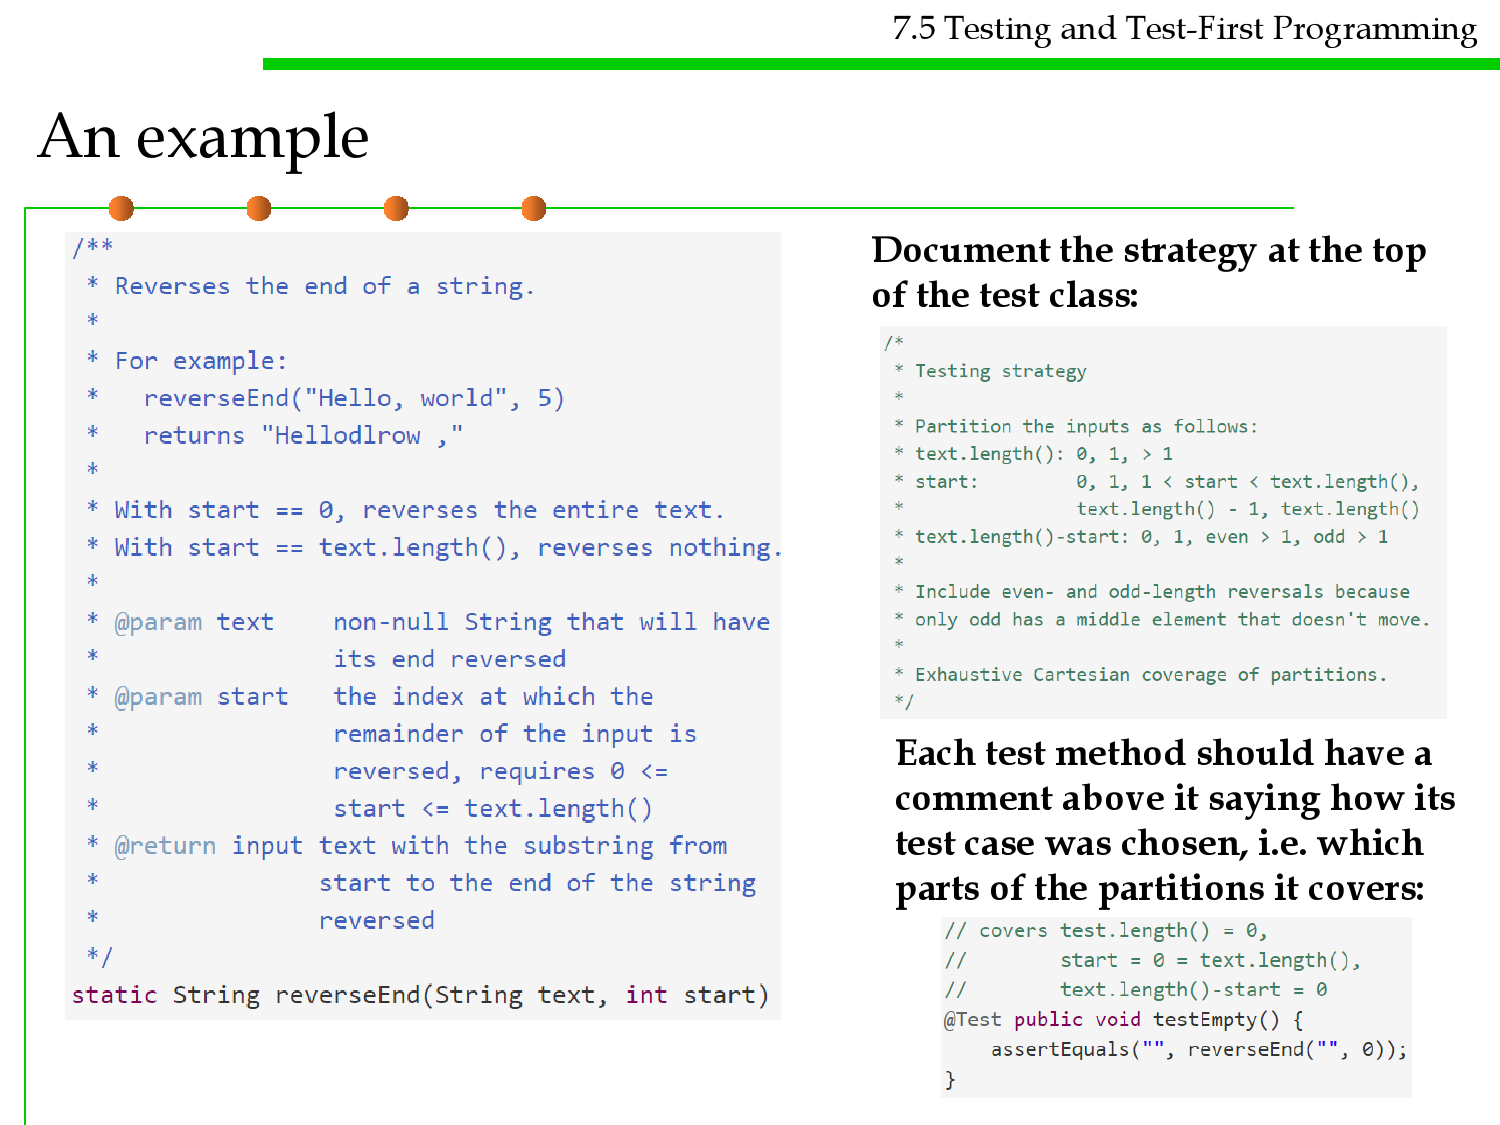 7.5 Testing and Test-First Programming
An example
/**
 * Reverses the end of a string.
 *
 * For example:
 *   reverseEnd("Hello, world", 5)
 *   returns "Hellodlrow ,"
 *
 * With start == 0, reverses the entire text.
 * With start == text.length(), reverses nothing.
 *
 * @param text    non-null String that will have
 *                its end reversed
 * @param start   the index at which the
 *                remainder of the input is
 *                reversed, requires 0 <=
 *                start <= text.length()
 * @return input text with the substring from
 *               start to the end of the string
 *               reversed
 */
static String reverseEnd(String text, int start)
Document the strategy at the top
of the test class:
/*
 * Testing strategy
 *
 * Partition the inputs as follows:
 * text.length(): 0, 1, > 1
 * start:         0, 1, 1 < start < text.length(),
 *                text.length() - 1, text.length()
 * text.length()-start: 0, 1, even > 1, odd > 1
 *
 * Include even- and odd-length reversals because
 * only odd has a middle element that doesn't move.
 *
 * Exhaustive Cartesian coverage of partitions.
 */
Each test method should have a
comment above it saying how its
test case was chosen, i.e. which
parts of the partitions it covers:
// covers test.length() = 0,
//        start = 0 = text.length(),
//        text.length()-start = 0
@Test public void testEmpty() {
    assertEquals("", reverseEnd("", 0));
}